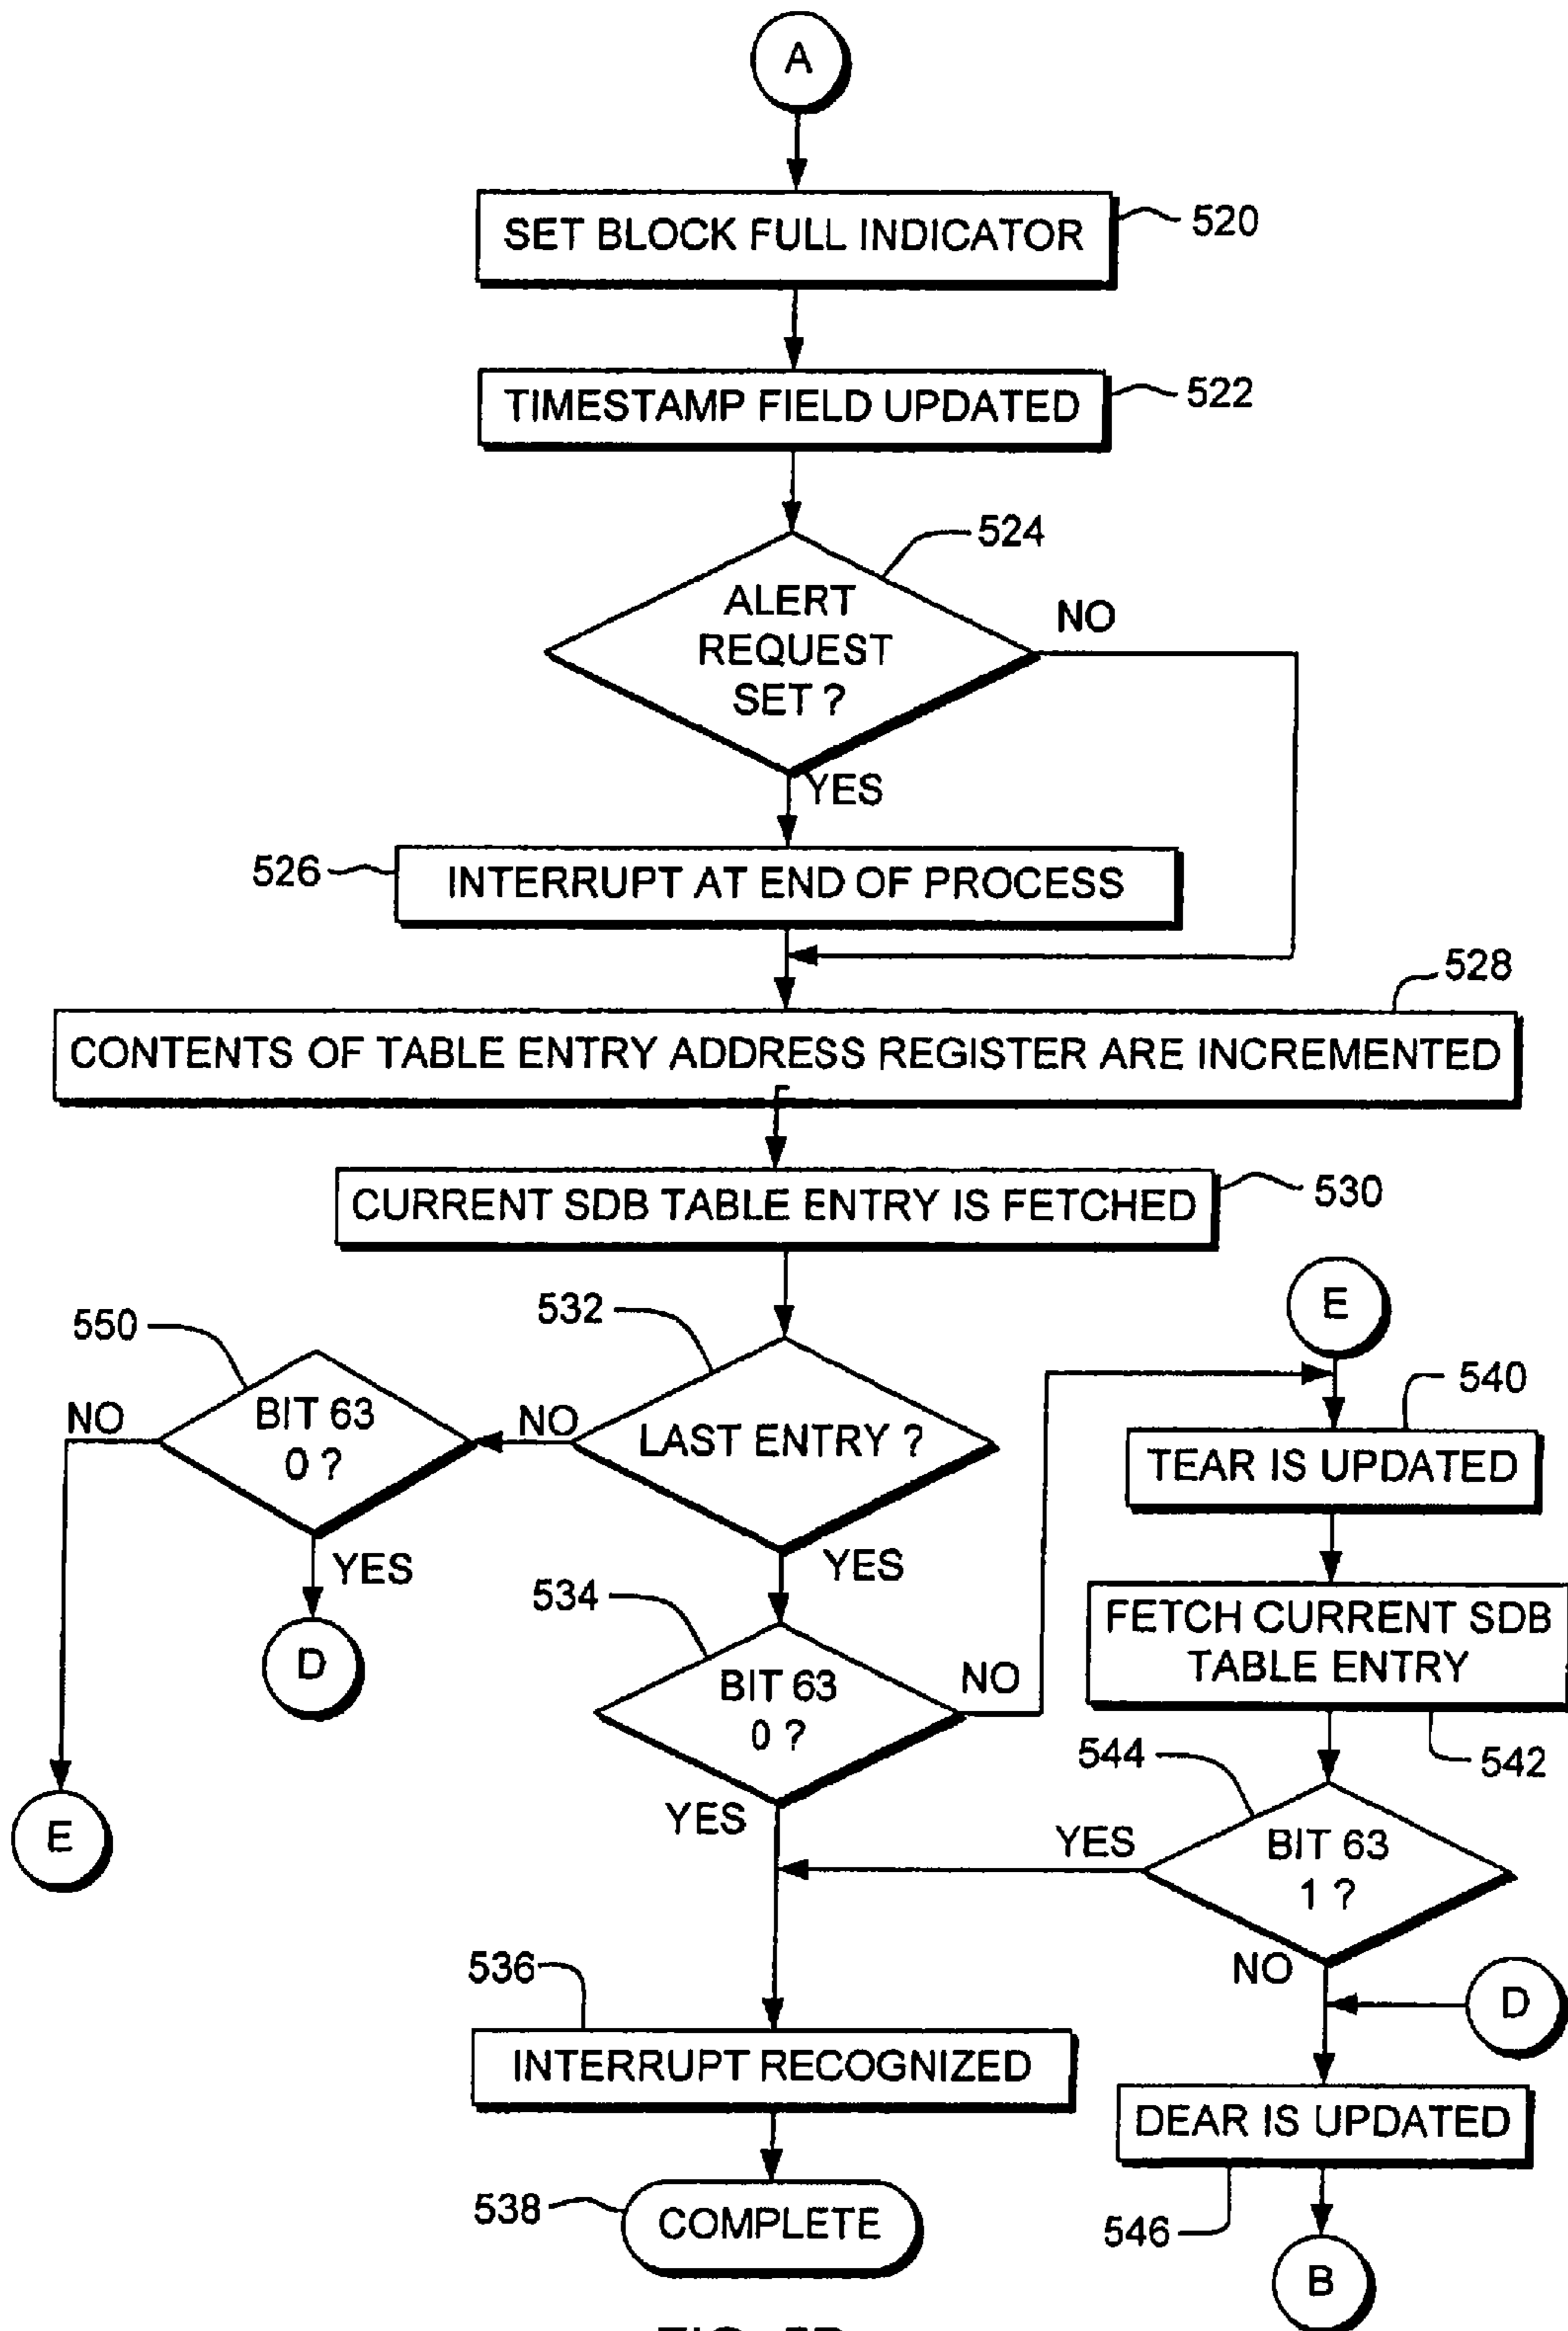 A
SET BLOCK FULL INDICATOR
520
TIMESTAMP FIELD UPDATED
522
524
ALERT
REQUEST
SET ?
NO
YES
526
INTERRUPT AT END OF PROCESS
528
CONTENTS OF TABLE ENTRY ADDRESS REGISTER ARE INCREMENTED
CURRENT SDB TABLE ENTRY IS FETCHED
530
E
532
550
BIT 63
0 ?
NO
NO
LAST ENTRY ?
540
TEAR IS UPDATED
YES
YES
D
534
BIT 63
0 ?
NO
FETCH CURRENT SDB
TABLE ENTRY
542
E
YES
544
BIT 63
1 ?
YES
NO
D
536
INTERRUPT RECOGNIZED
DEAR IS UPDATED
538
COMPLETE
546
B